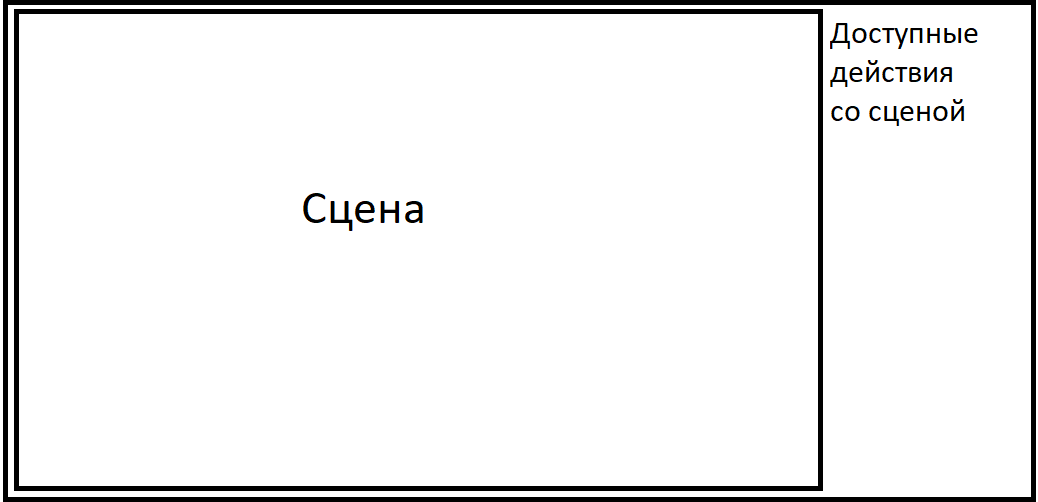 Сцена
Доступные
действия
со сценой